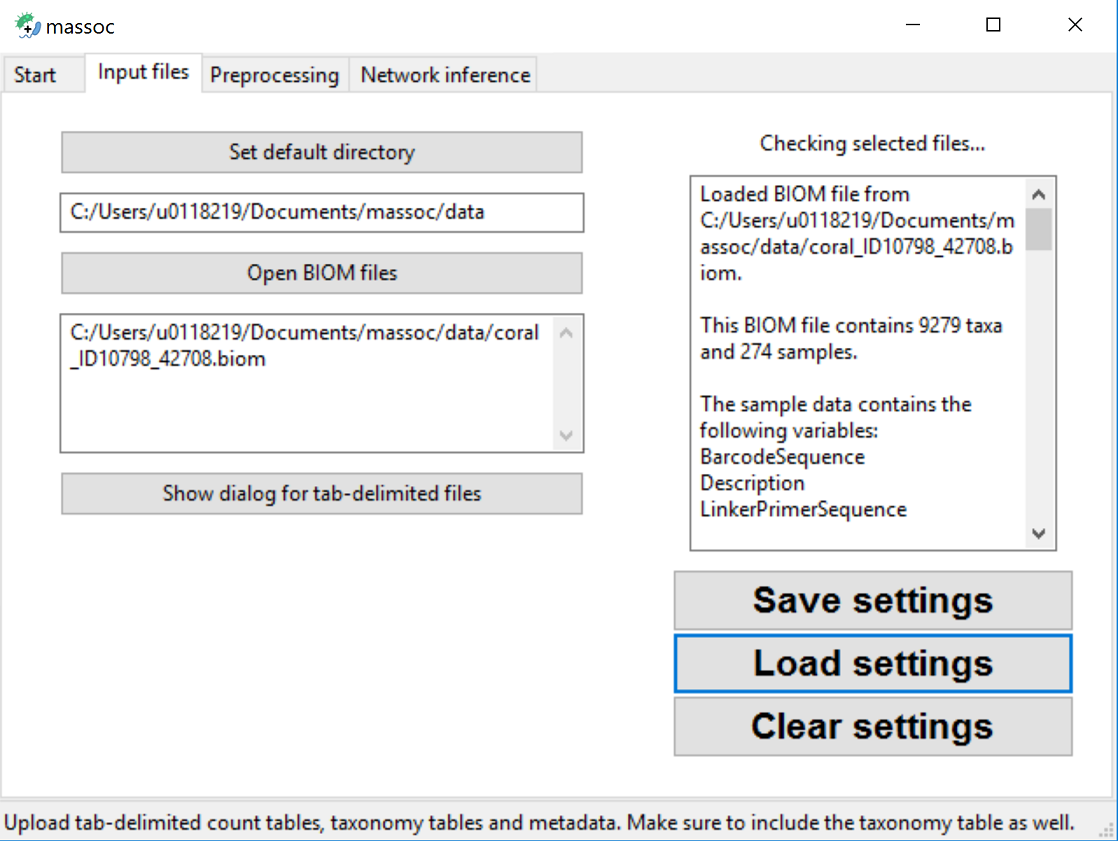 massoc
Start
Input files
Preprocessing
Network inference
Set default directory
C:/Users/u0118219/Documents/massoc/data
Open BIOM files
C:/Users/u0118219/Documents/massoc/data/coral
_ID10798_42708.biom
Show dialog for tab-delimited files
Checking selected files...
Loaded BIOM file from
C:/Users/u0118219/Documents/m
assoc/data/coral_ID10798_42708.b
iom.
This BIOM file contains 9279 taxa
and 274 samples.
The sample data contains the
following variables:
BarcodeSequence
Description
LinkerPrimerSequence
Save settings
Load settings
Clear settings
Upload tab-delimited count tables, taxonomy tables and metadata. Make sure to include the taxonomy table as well.